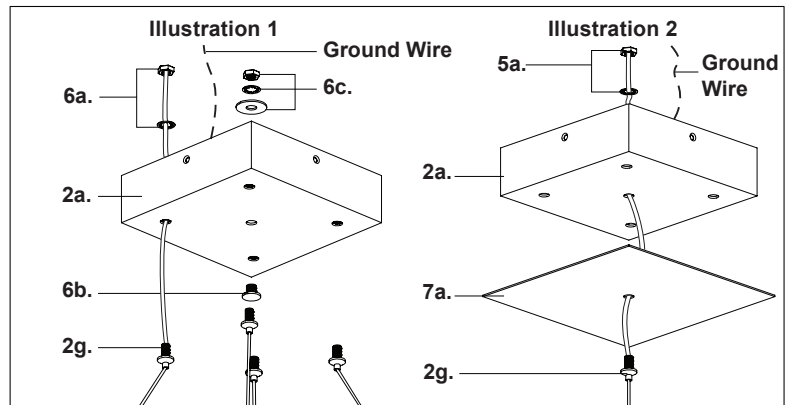 Illustration 1
Ground Wire
6a.
6c.
2a.
6b.
2g.
Illustration 2
5a.
Ground
Wire
2a.
7a.
2g.